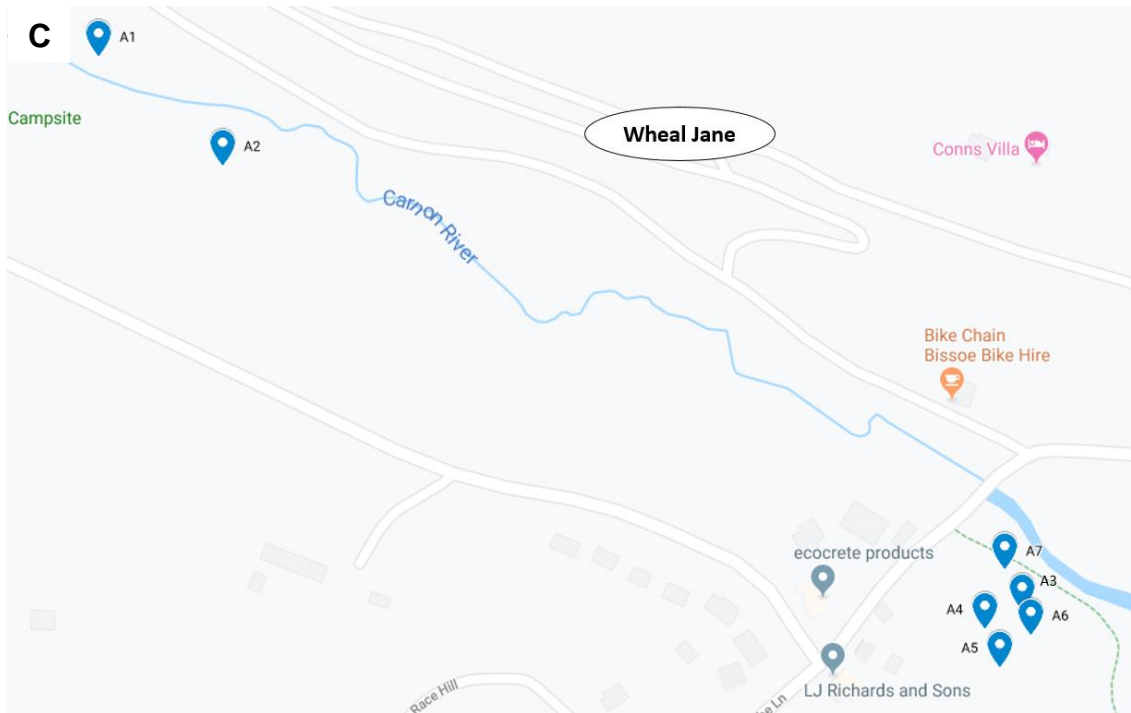 C
A1
Campsite
A2
Wheal Jane
Conns Villa
Carnon River
Bike Chain
Bissoe Bike Hire
ecocrete products
A7
A3
A4
A6
A5
LJ Richards and Sons
Race Hill
Ln